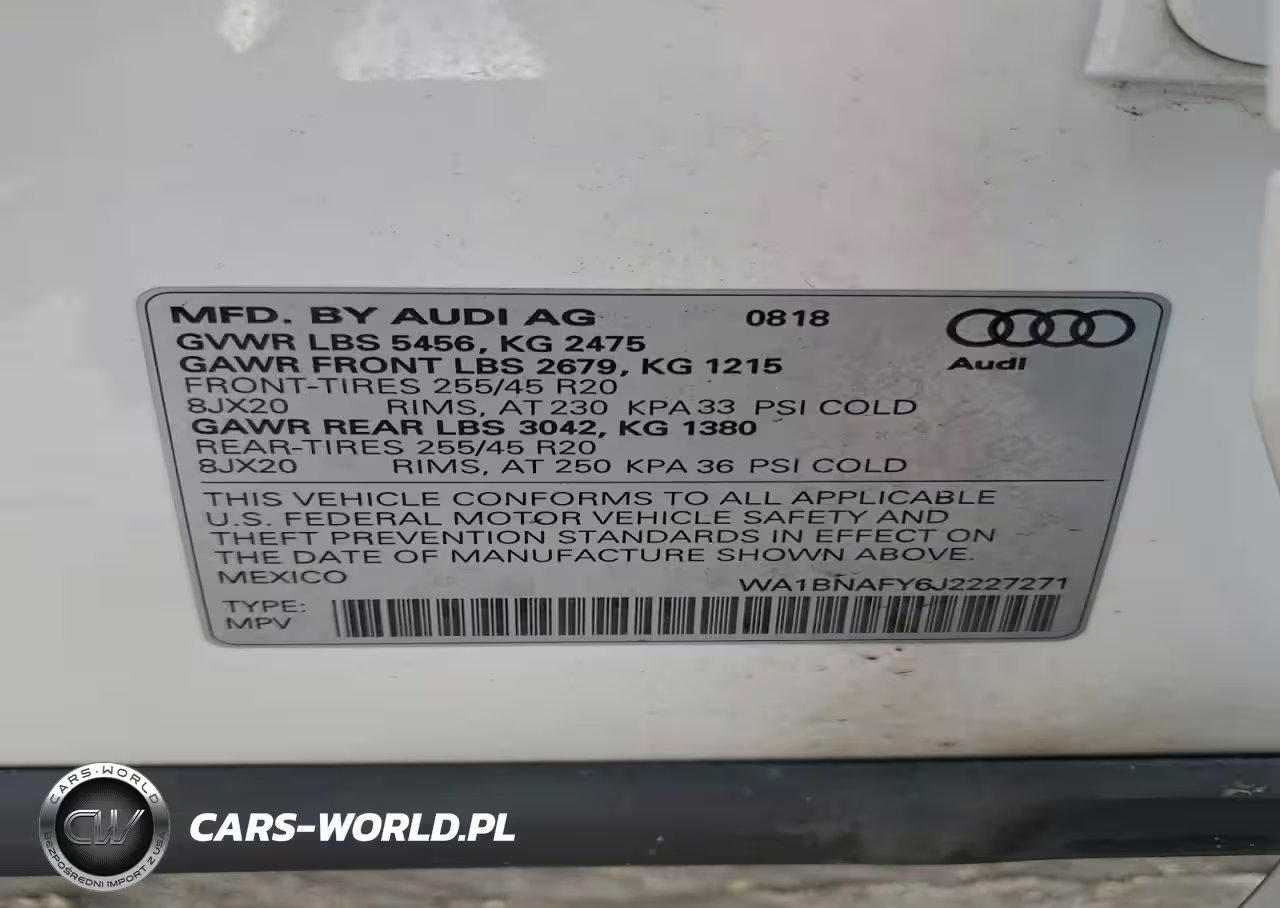 MFD. BY AUDI AG 0818
GVWR LBS 5456, KG 2475
Audi
GAWR FRONT LBS 2679, KG 1215
FRONT-TIRES 255/45 R20
8JX20 RIMS, AT 230 KPA 33 PSI COLD
GAWR REAR LBS 3042, KG 1380
REAR-TIRES 255/45 R20
8JX20 RIMS, AT 250 KPA 36 PSI COLD
THIS VEHICLE CONFORMS TO ALL APPLICABLE
U.S. FEDERAL MOTOR VEHICLE SAFETY AND
THEFT PREVENTION STANDARDS IN EFFECT ON
THE DATE OF MANUFACTURE SHOWN ABOVE.
MEXICO WA1BNAFY6J2227271
TYPE:
MPV
CARS-WORLD
CW
BEZPOŚREDNI IMPORT Z USA
CARS-WORLD.PL